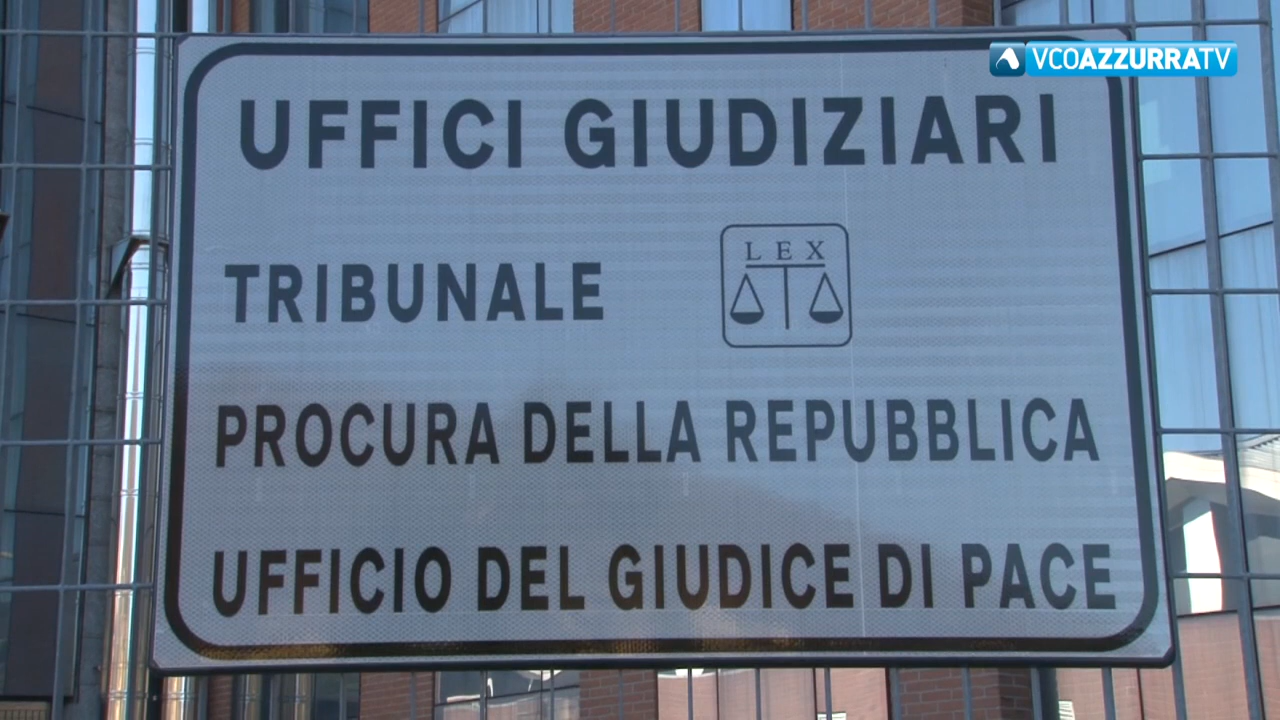 VCOAZZURRATV
UFFICI GIUDIZIARI
TRIBUNALE
LEX
PROCURA DELLA REPUBBLICA
UFFICIO DEL GIUDICE DI PACE